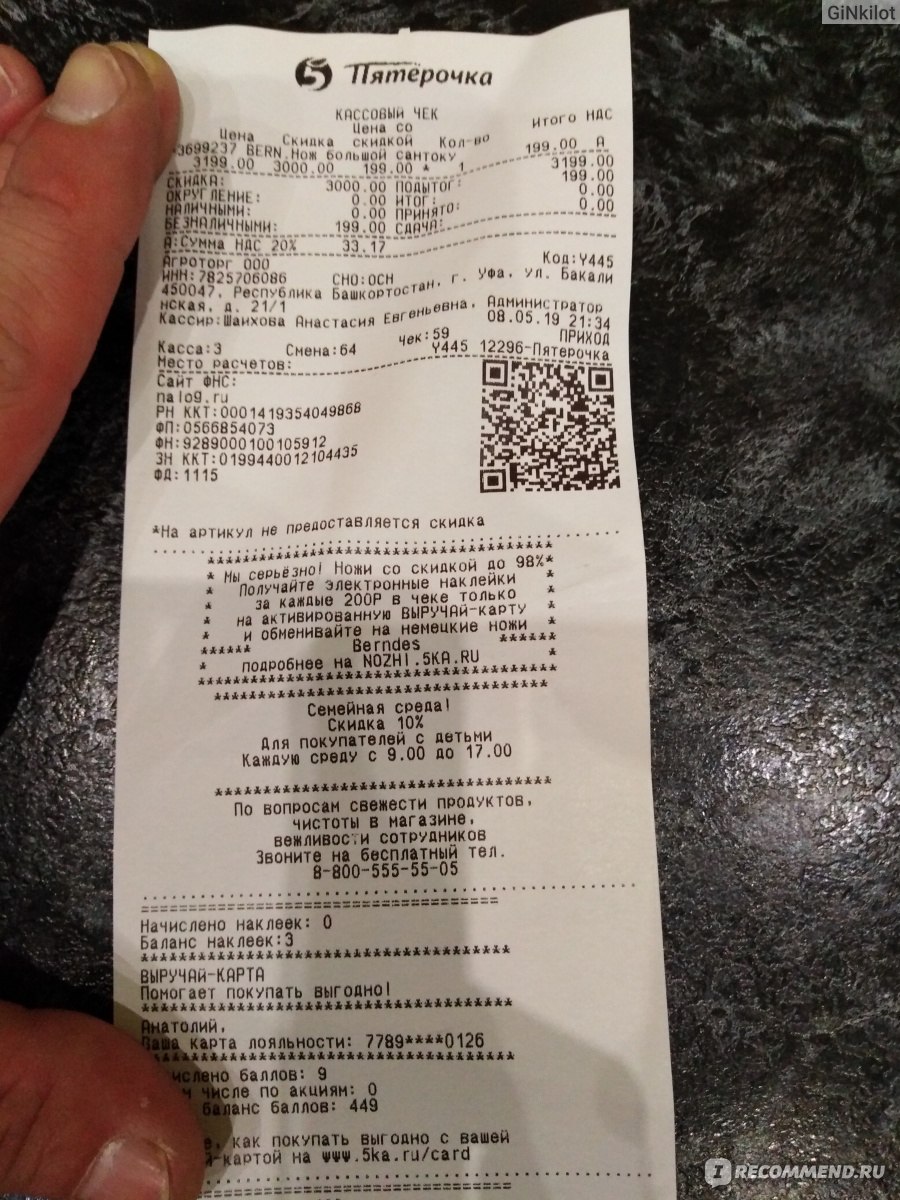 GiNkilot
5 Пятёрочка
КАССОВЫЙ ЧЕК
Цена Скидка Цена со скидкой Кол-во Итого НДС
3699237 BERN.Нож большой сантоку
3199.00 3000.00 199.00 * 1 199.00 А
СКИДКА: 3000.00 ПОДЫТОГ: 3199.00
ОКРУГЛЕНИЕ: 0.00 ИТОГ: 199.00
НАЛИЧНЫМИ: 0.00 ПРИНЯТО: 0.00
БЕЗНАЛИЧНЫМИ: 199.00 СДАЧА: 0.00
А:Сумма НДС 20% 33.17
Агроторг ООО Код:Y445
ИНН:7825706086 СНО:ОСН
450047, Республика Башкортостан, г. Уфа, ул. Бакали
нская, д. 21/1
Кассир:Шаихова Анастасия Евгеньевна, Администратор
08.05.19 21:34
ПРИХОД
Касса:3 Смена:64 Чек:59
Место расчетов: Y445 12296-Пятерочка
Сайт ФНС:
nalog.ru
РН ККТ:0001419354049868
ФП:0566854073
ФН:9289000100105912
ЗН ККТ:0199440012104435
ФД:1115
*На артикул не предоставляется скидка
* Мы серьёзно! Ножи со скидкой до 98%*
* Получайте электронные наклейки *
* за каждые 200Р в чеке только *
* на активированную ВЫРУЧАЙ-КАРТУ *
* и обменивайте на немецкие ножи *
****** Berndes ******
* подробнее на NOZHI.5KA.RU *
Семейная среда!
Скидка 10%
Для покупателей с детьми
Каждую среду с 9.00 до 17.00
По вопросам свежести продуктов,
чистоты в магазине,
вежливости сотрудников
Звоните на бесплатный тел.
8-800-555-55-05
Начислено наклеек: 0
Баланс наклеек:3
ВЫРУЧАЙ-КАРТА
Помогает покупать выгодно!
Анатолий,
Ваша карта лояльности: 7789****0126
ислено баллов: 9
числе по акциям: 0
баланс баллов: 449
е, как покупать выгодно с вашей
й-картой на www.5ka.ru/card
IRECOMMEND.RU